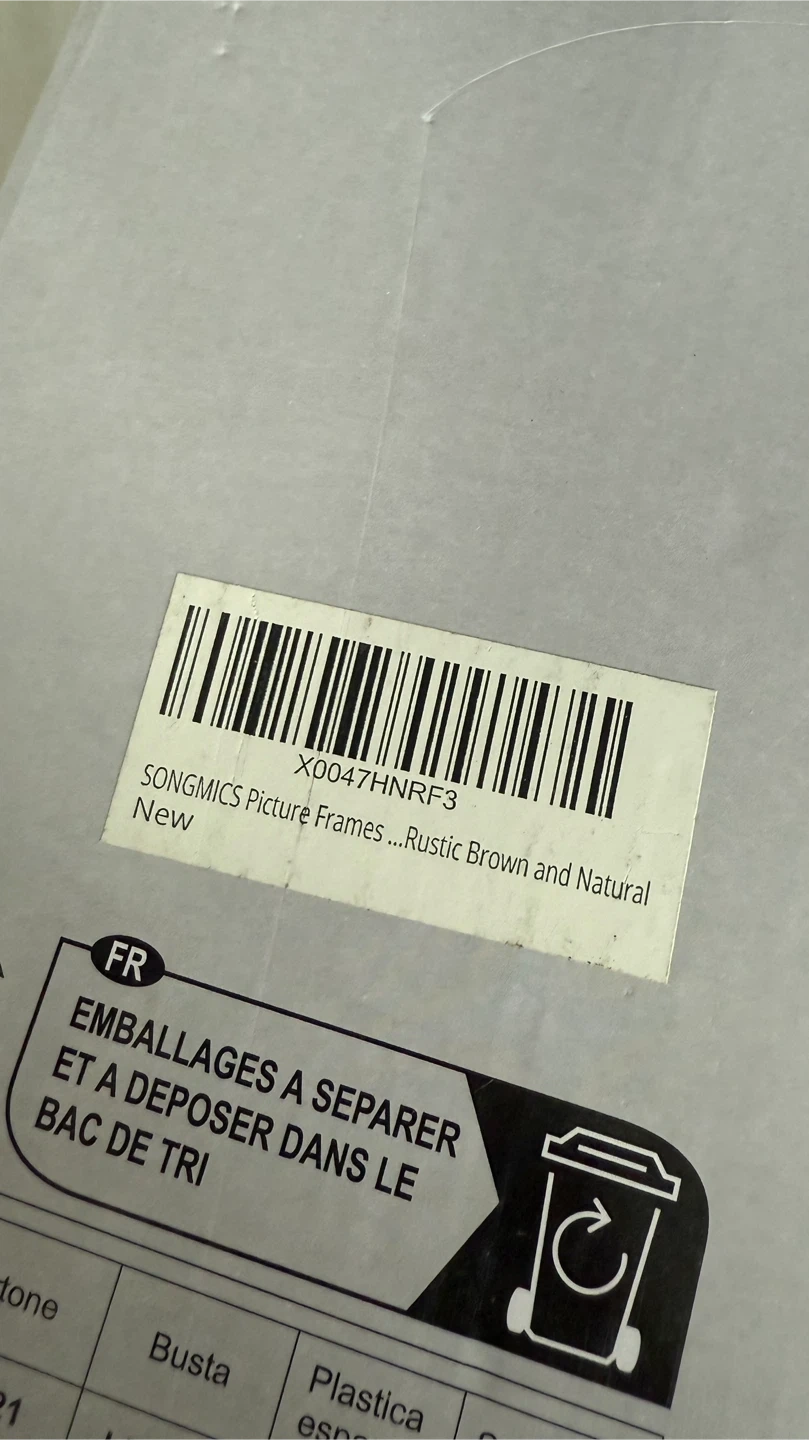 X0047HNRF3
SONGMICS Picture Frames ...Rustic Brown and Natural
New
FR
EMBALLAGES A SEPARER
ET A DEPOSER DANS LE
BAC DE TRI
Busta
Plastica